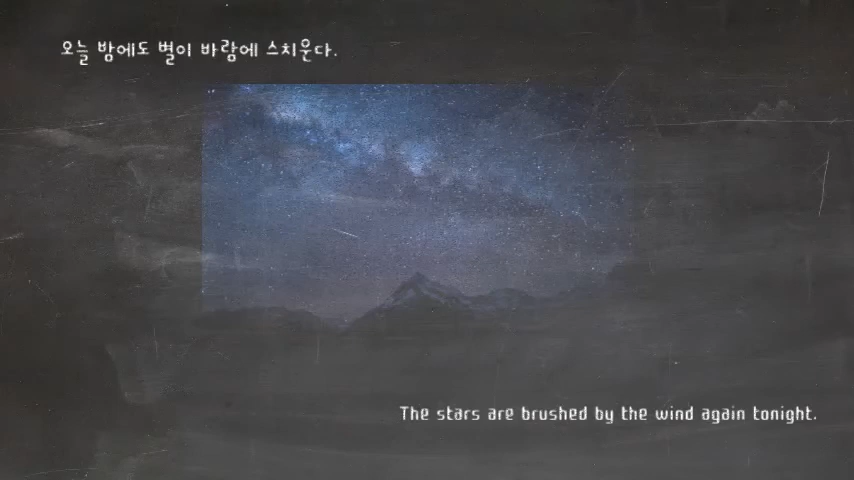 오늘 밤에도 별이 바람에 스치운다.
The stars are brushed by the wind again tonight.